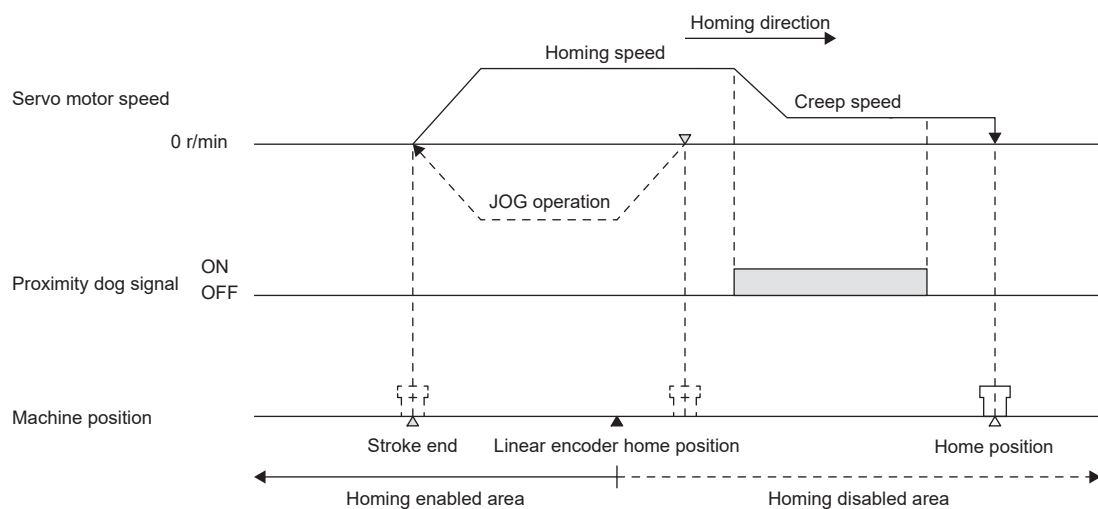 Homing direction
Homing speed
Servo motor speed
Creep speed
0 r/min
JOG operation
ON
Proximity dog signal
OFF
Machine position
Stroke end
Linear encoder home position
Home position
Homing enabled area
Homing disabled area